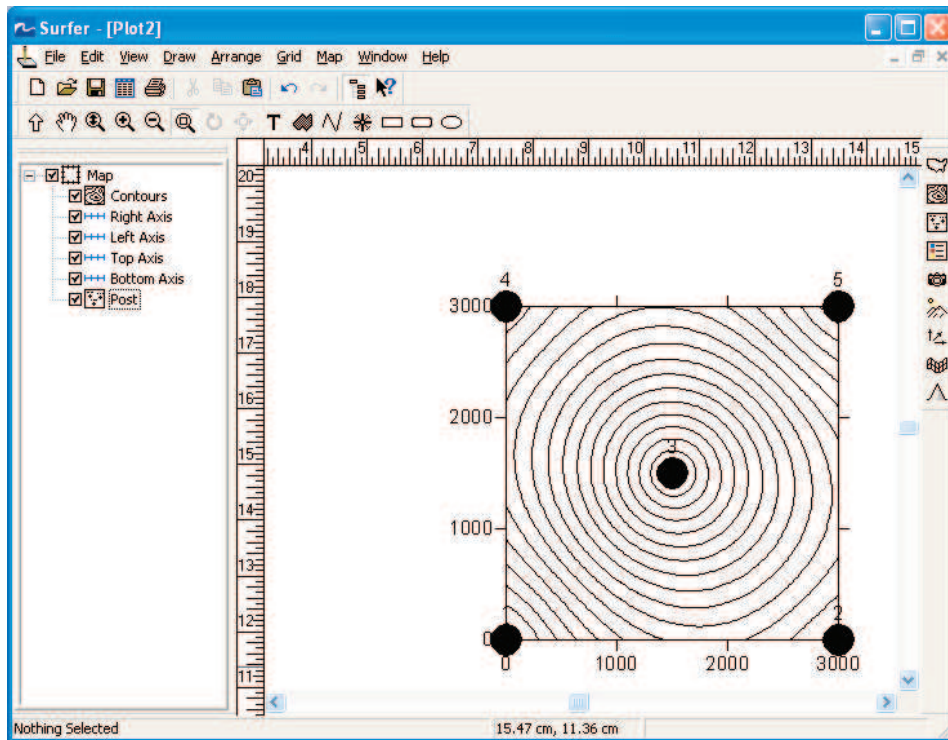 Surfer - [Plot2]
File Edit View Draw Arrange Grid Map Window Help
T
4 5 6 7 8 9 10 11 12 13 14 15
20
19
18
17
16
15
14
13
12
11
Map
Contours
Right Axis
Left Axis
Top Axis
Bottom Axis
Post
4 5
3000
2000
3
1000
2
0
0 1000 2000 3000
Nothing Selected 15.47 cm, 11.36 cm